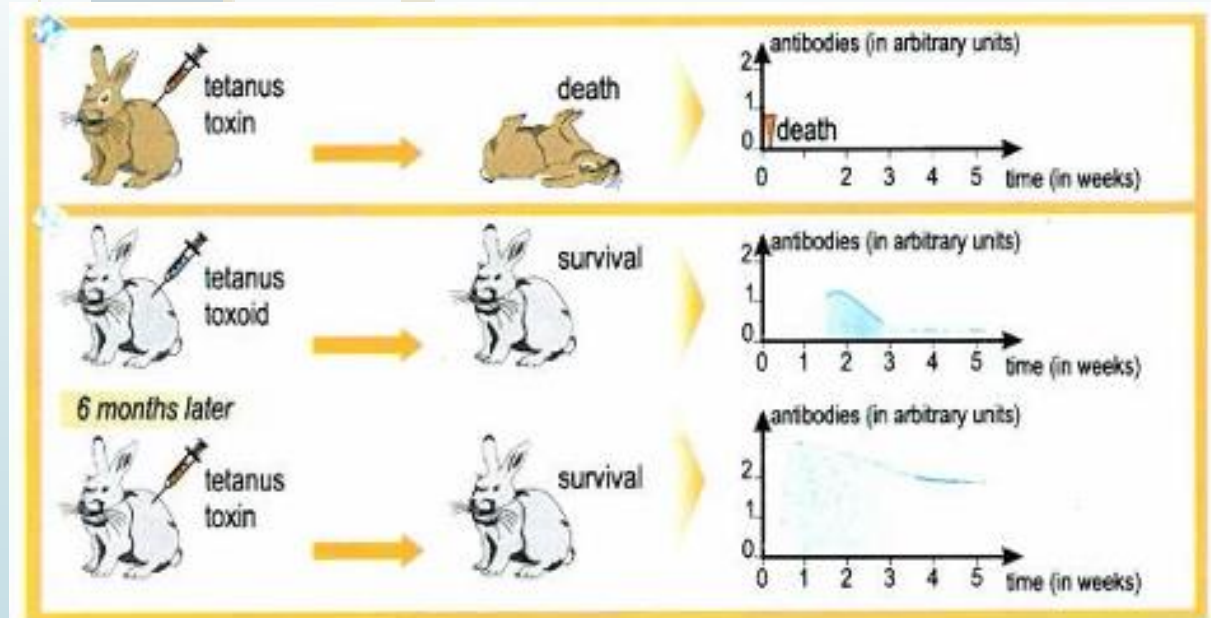 tetanus
toxin
death
antibodies (in arbitrary units)
2
1
0
death
0 2 3 4 5 time (in weeks)
tetanus
toxoid
survival
antibodies (in arbitrary units)
2
1
0
0 1 2 3 4 5 time (in weeks)
6 months later
tetanus
toxin
survival
antibodies (in arbitrary units)
2
1
0
0 1 2 3 4 5 time (in weeks)